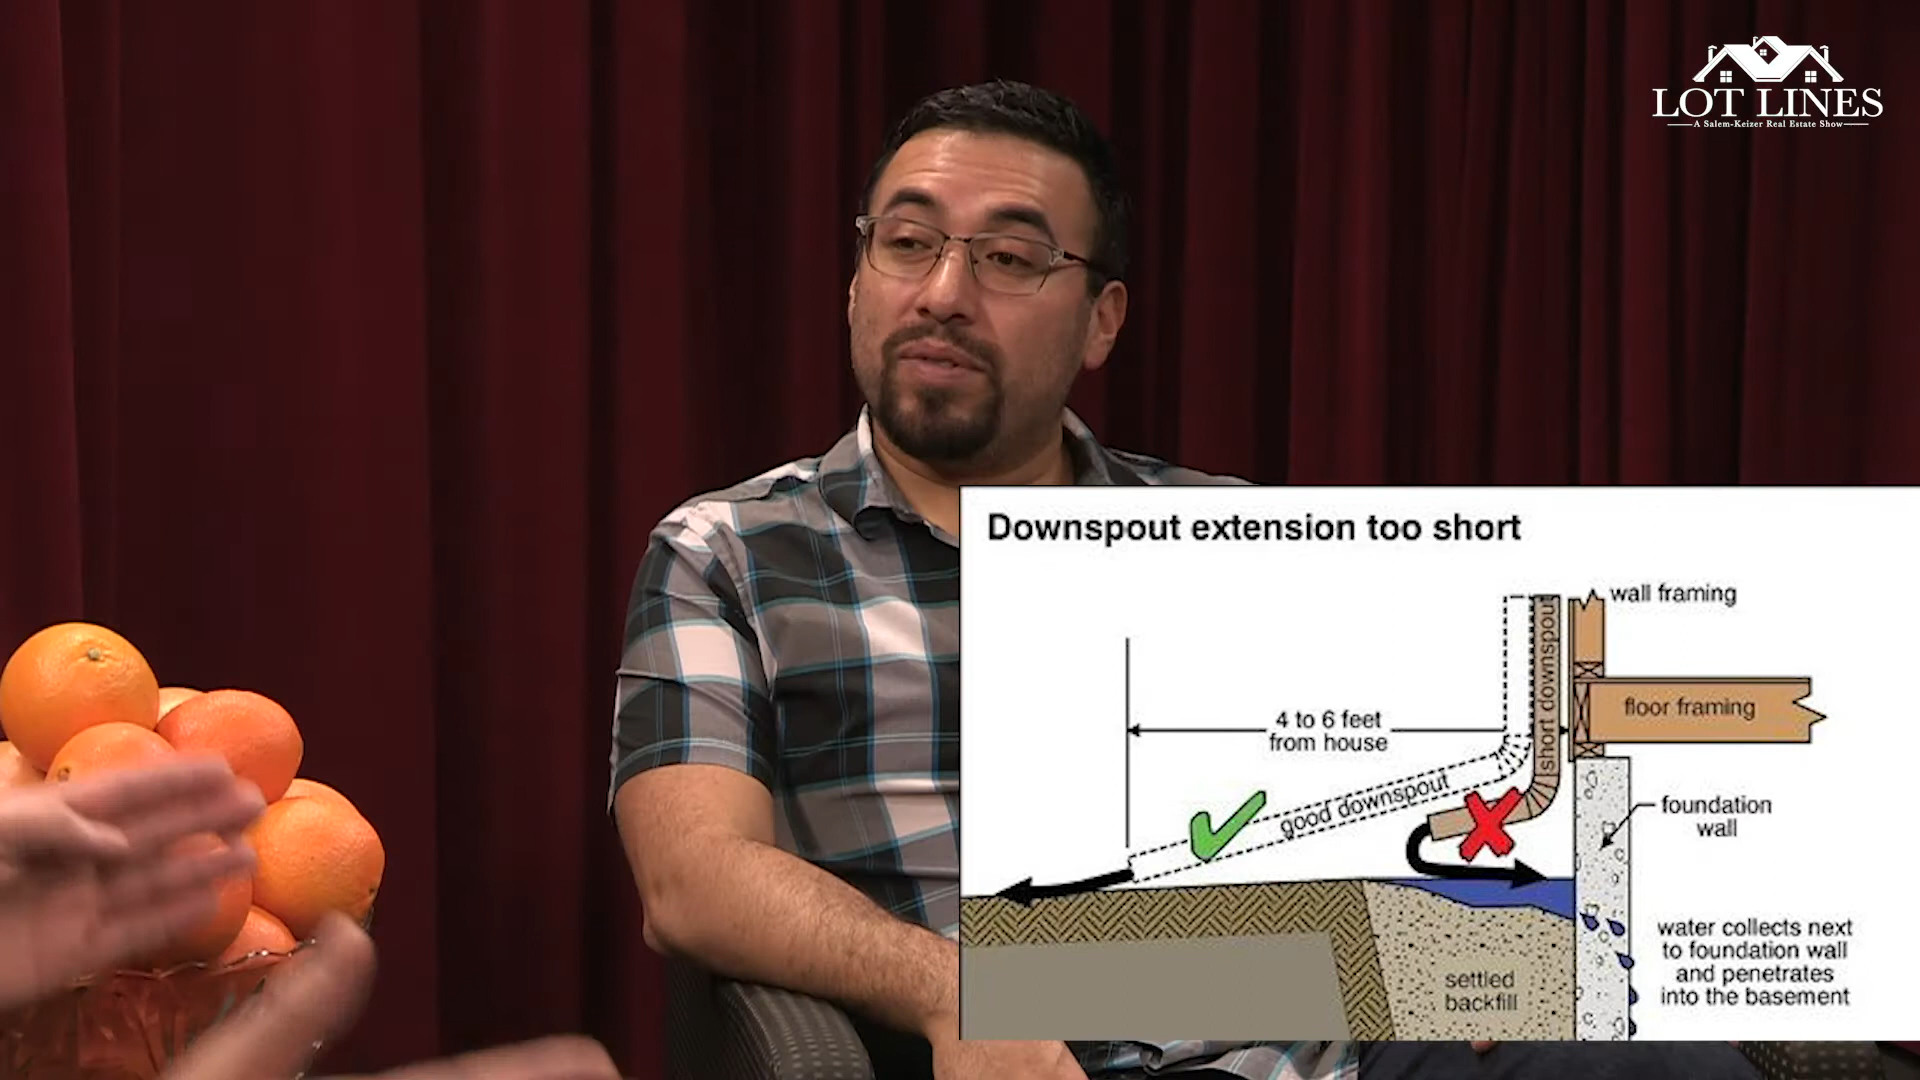 LOT LINES
A Salem-Keizer Real Estate Show
Downspout extension too short
wall framing
short downspout
floor framing
4 to 6 feet
from house
good downspout
foundation
wall
water collects next
to foundation wall
and penetrates
into the basement
settled
backfill